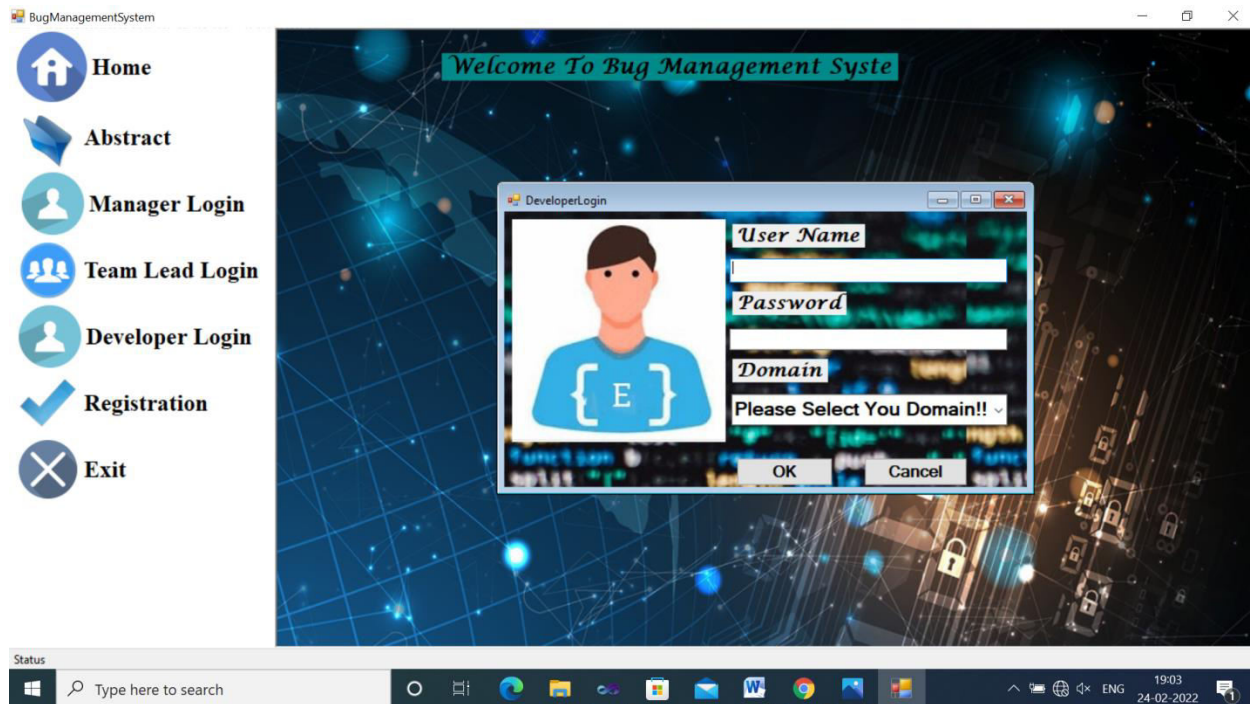 BugManagementSystem
Home
Abstract
Manager Login
Team Lead Login
Developer Login
Registration
Exit
Welcome To Bug Management Syste
DeveloperLogin
User Name
Password
Domain
Please Select You Domain!!
OK
Cancel
E
function
Status
Type here to search
W
ENG
19:03
24-02-2022
1